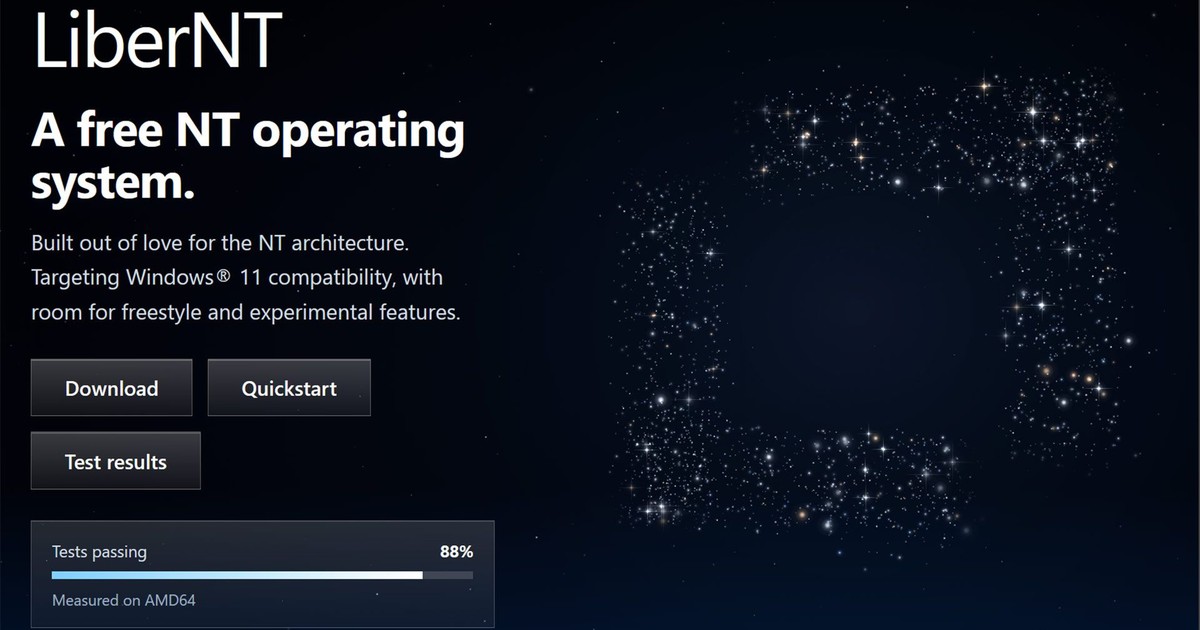 LiberNT
A free NT operating
system.
Built out of love for the NT architecture.
Targeting Windows® 11 compatibility, with
room for freestyle and experimental features.
Download
Quickstart
Test results
Tests passing
88%
Measured on AMD64